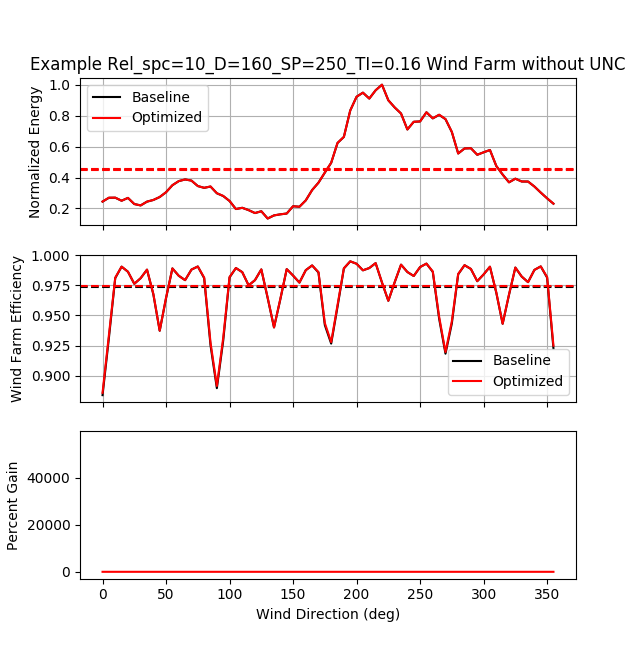 Example Rel_spc=10_D=160_SP=250_TI=0.16 Wind Farm without UNC
1.0
0.8
0.6
0.4
0.2
Normalized Energy
Baseline
Optimized
1.000
0.975
0.950
0.925
0.900
Wind Farm Efficiency
Baseline
Optimized
40000
20000
0
Percent Gain
0 50 100 150 200 250 300 350
Wind Direction (deg)